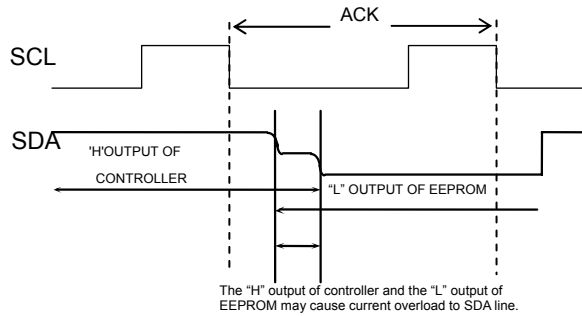 ACK
SCL
SDA
'H'OUTPUT OF
CONTROLLER
“L” OUTPUT OF EEPROM
The “H” output of controller and the “L” output of
EEPROM may cause current overload to SDA line.